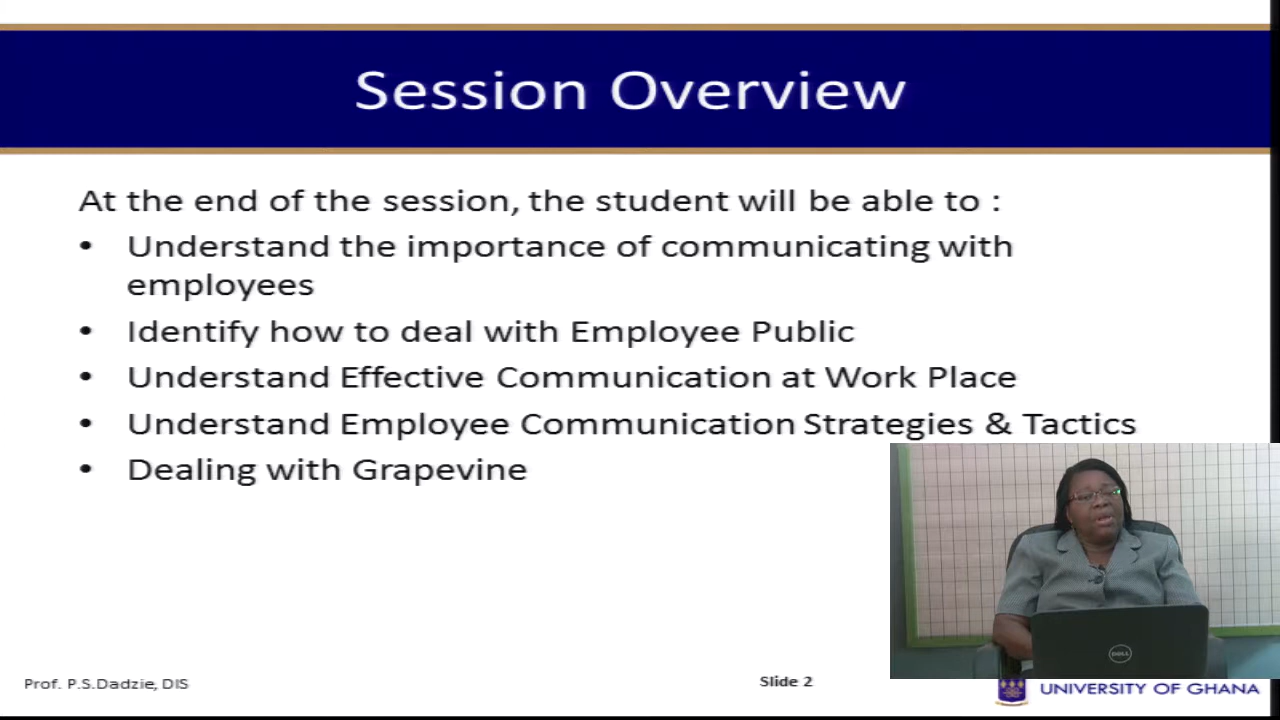 Session Overview
At the end of the session, the student will be able to :
• Understand the importance of communicating with
employees
• Identify how to deal with Employee Public
• Understand Effective Communication at Work Place
• Understand Employee Communication Strategies & Tactics
• Dealing with Grapevine
DELL
Prof. P.S.Dadzie, DIS
Slide 2
UNIVERSITY OF GHANA